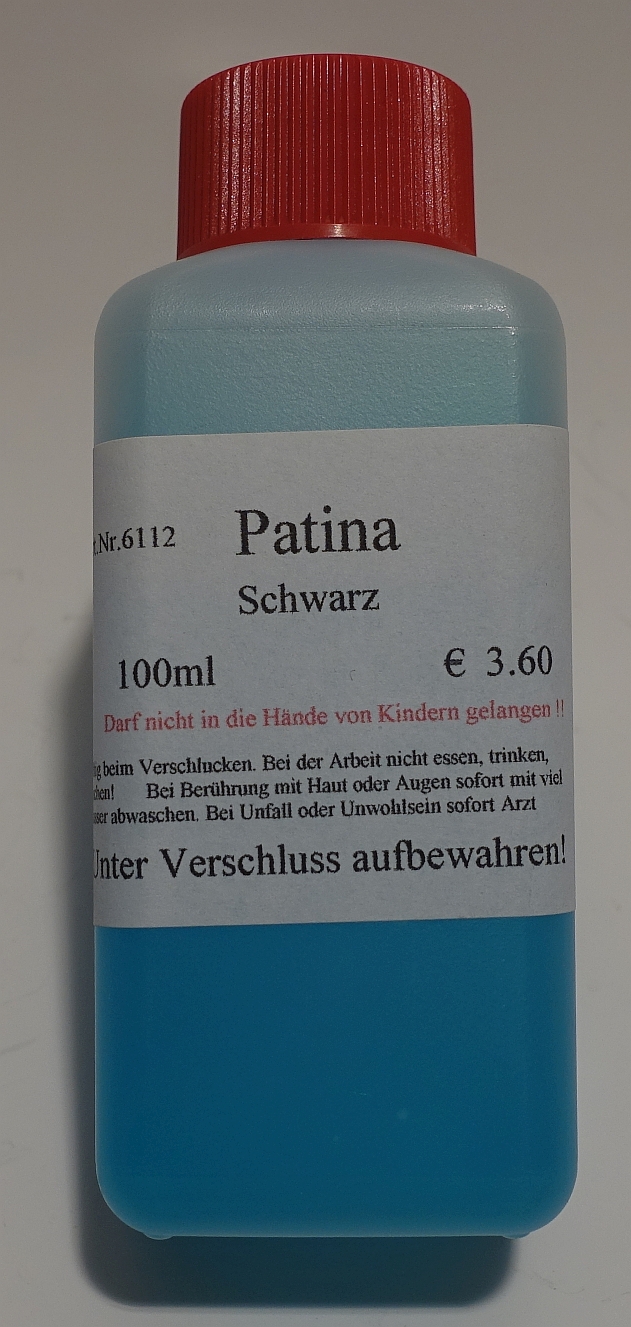 .Nr.6112
Patina
Schwarz
100ml € 3.60
Darf nicht in die Hände von Kindern gelangen !!
beim Verschlucken. Bei der Arbeit nicht essen, trinken,
Bei Berührung mit Haut oder Augen sofort mit viel
abwaschen. Bei Unfall oder Unwohlsein sofort Arzt
Unter Verschluss aufbewahren!